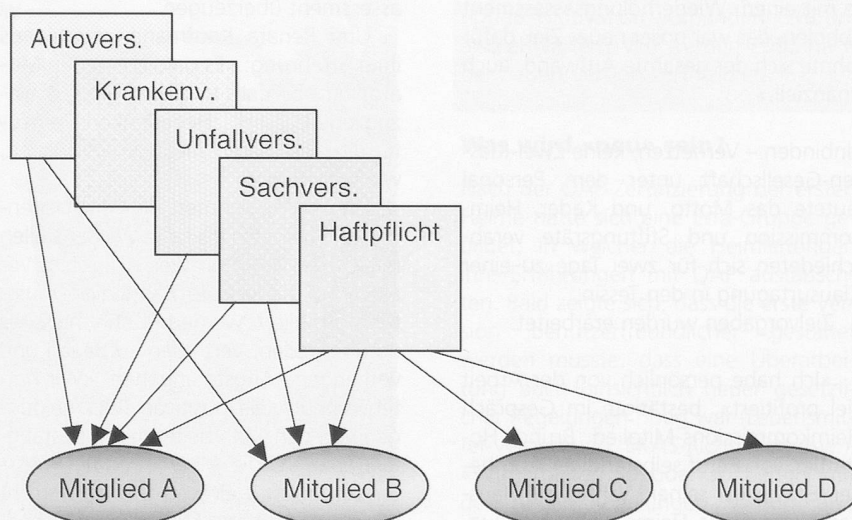 Autovers.
Krankenv.
Unfallvers.
Sachvers.
Haftpflicht
Mitglied A
Mitglied B
Mitglied C
Mitglied D